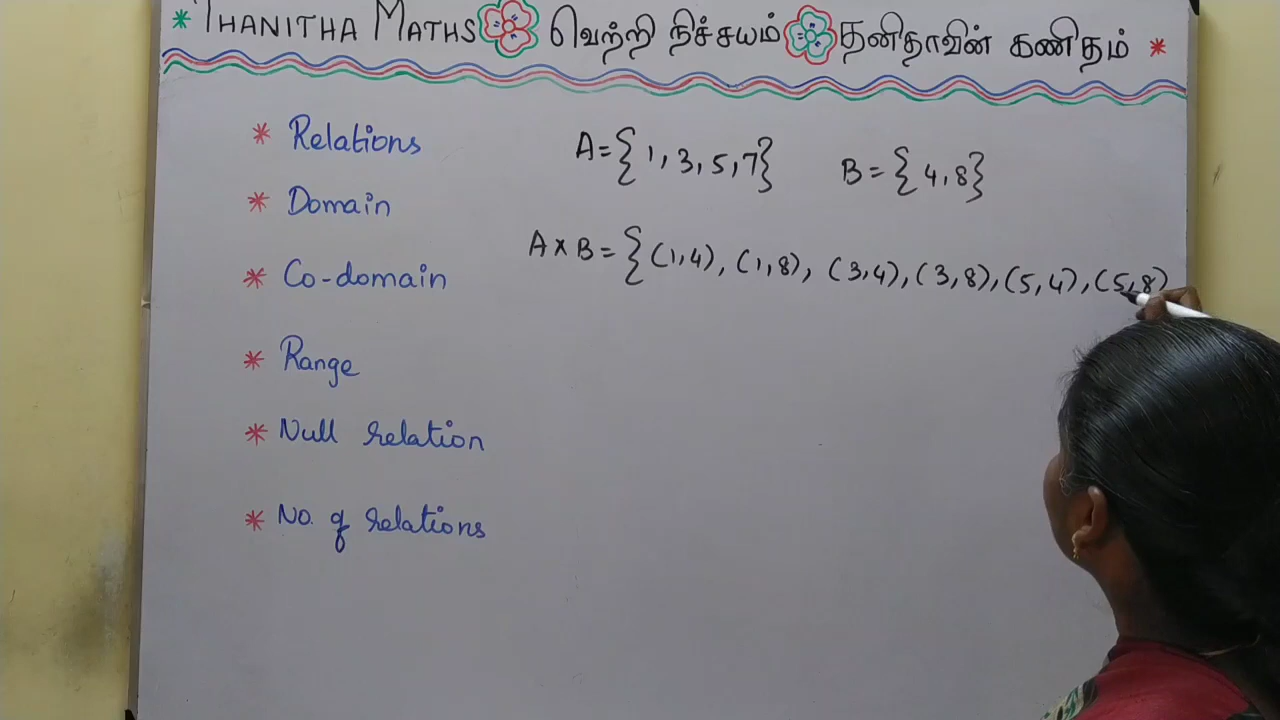 * THANITHA MATHS வெற்றி நிச்சயம் தனிதாவின் கணிதம் *
* Relations
* Domain
* Co-domain
* Range
* Null relation
* No. of relations
A = { 1, 3, 5, 7 } B = { 4, 8 }
A × B = { (1, 4), (1, 8), (3, 4), (3, 8), (5, 4), (5, 8)